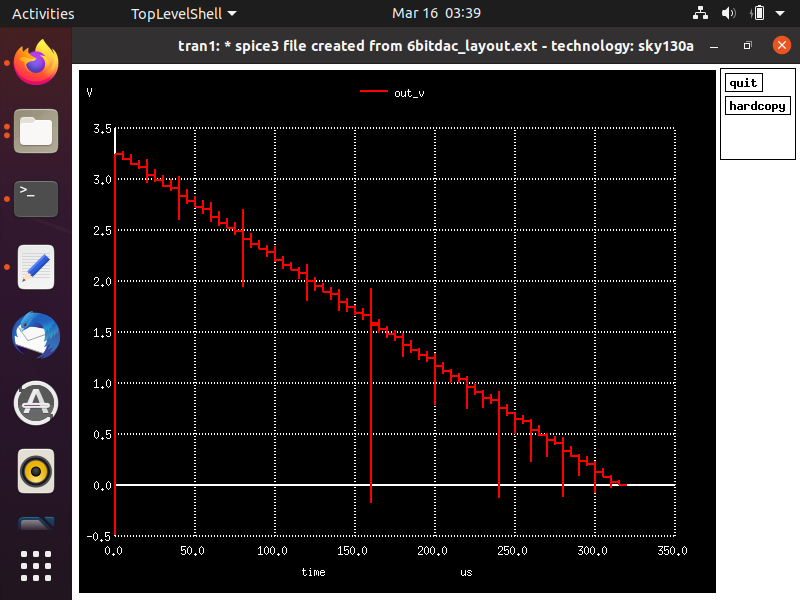 Activities TopLevelShell Mar 16 03:39
tran1: * spice3 file created from 6bitdac_layout.ext - technology: sky130a
quit
hardcopy
V out_v
3.5
3.0
2.5
2.0
1.5
1.0
0.5
0.0
-0.5
0.0 50.0 100.0 150.0 200.0 250.0 300.0 350.0
time us